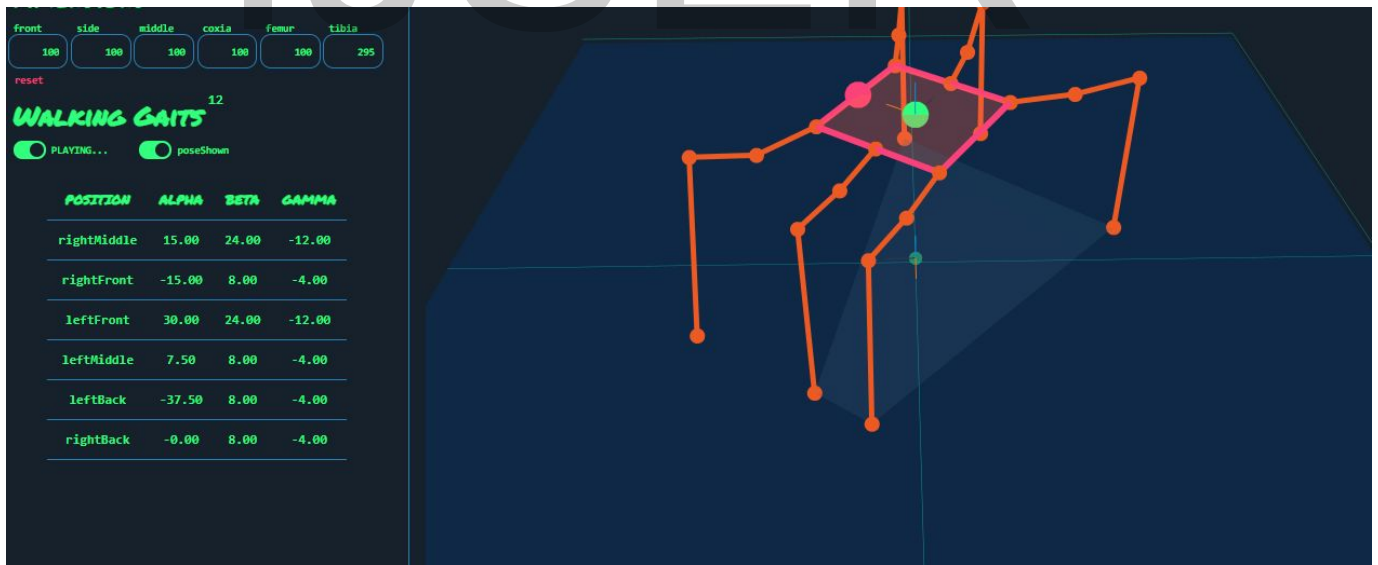 front side middle coxia femur tibia
100 100 100 100 100 295
reset
WALKING GAITS 12
PLAYING... poseShown
POSITION ALPHA BETA GAMMA
rightMiddle 15.00 24.00 -12.00
rightFront -15.00 8.00 -4.00
leftFront 30.00 24.00 -12.00
leftMiddle 7.50 8.00 -4.00
leftBack -37.50 8.00 -4.00
rightBack -0.00 8.00 -4.00